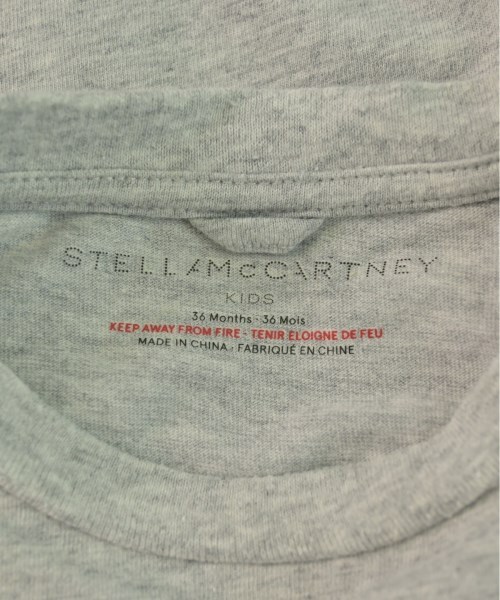 STELLAMcCARTNEY
KIDS
36 Months - 36 Mois
KEEP AWAY FROM FIRE - TENIR ELOIGNE DE FEU
MADE IN CHINA - FABRIQUÉ EN CHINE